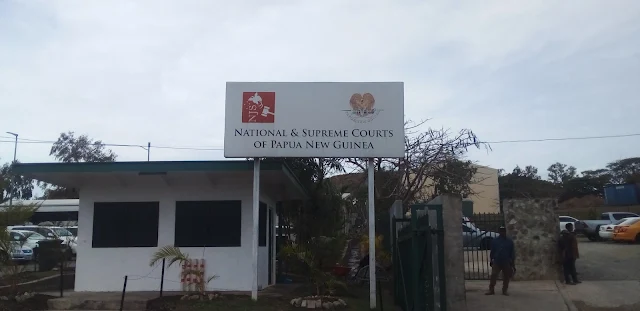 NATIONAL & SUPREME COURTS
OF PAPUA NEW GUINEA